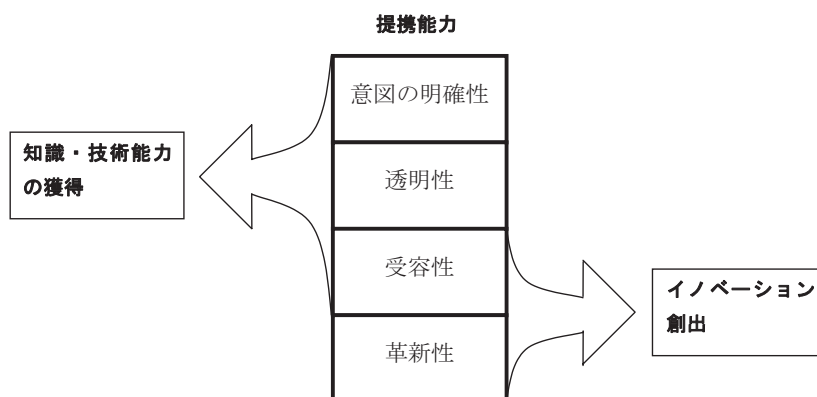 提携能力
意図の明確性
知識・技術能力
の獲得
透明性
受容性
イノベーション
創出
革新性